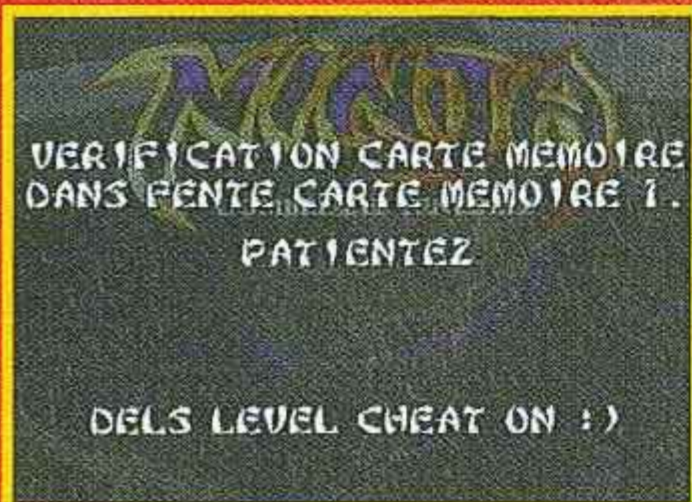 VERIFICATION CARTE MEMOIRE
DANS FENTE CARTE MEMOIRE 1.
PATIENTEZ
DELS LEVEL CHEAT ON :)